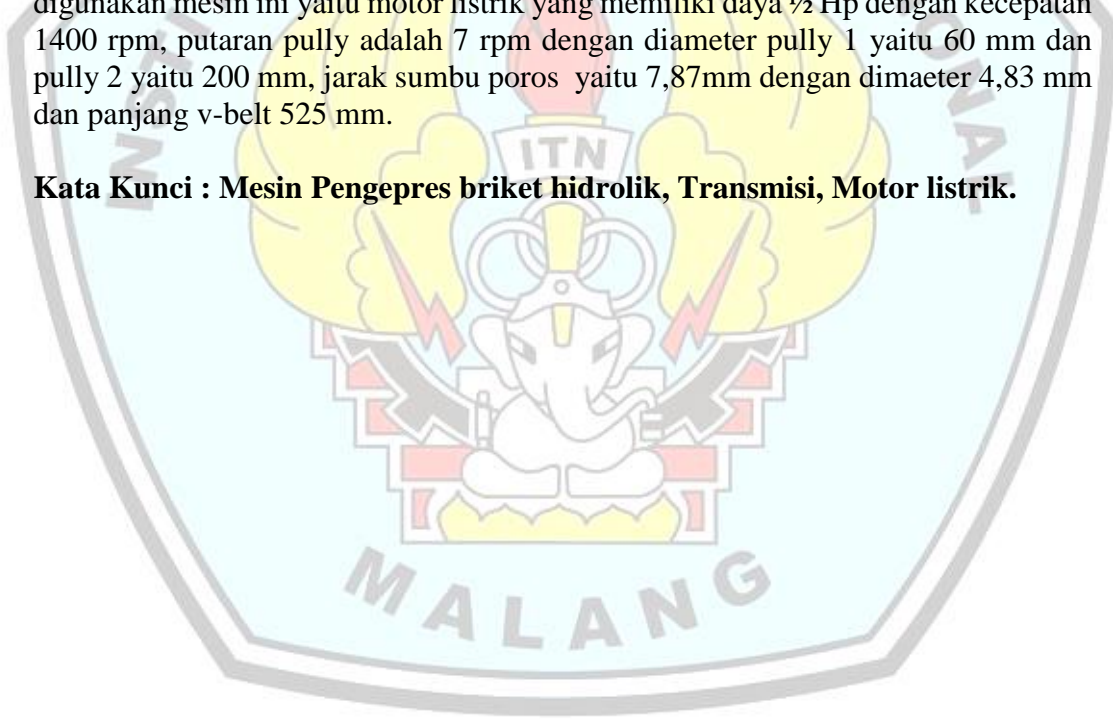 digunakan mesin ini yaitu motor listrik yang memiliki daya ½ Hp dengan kecepatan
1400 rpm, putaran pully adalah 7 rpm dengan diameter pully 1 yaitu 60 mm dan
pully 2 yaitu 200 mm, jarak sumbu poros yaitu 7,87mm dengan dimaeter 4,83 mm
dan panjang v-belt 525 mm.
ITN
Kata Kunci : Mesin Pengepres briket hidrolik, Transmisi, Motor listrik.
MALANG